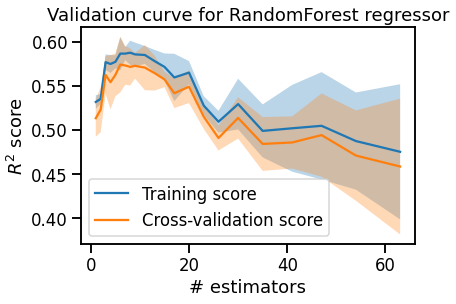 Validation curve for RandomForest regressor
0.60
0.55
0.50
0.45
0.40
R² score
Training score
Cross-validation score
0 20 40 60
# estimators